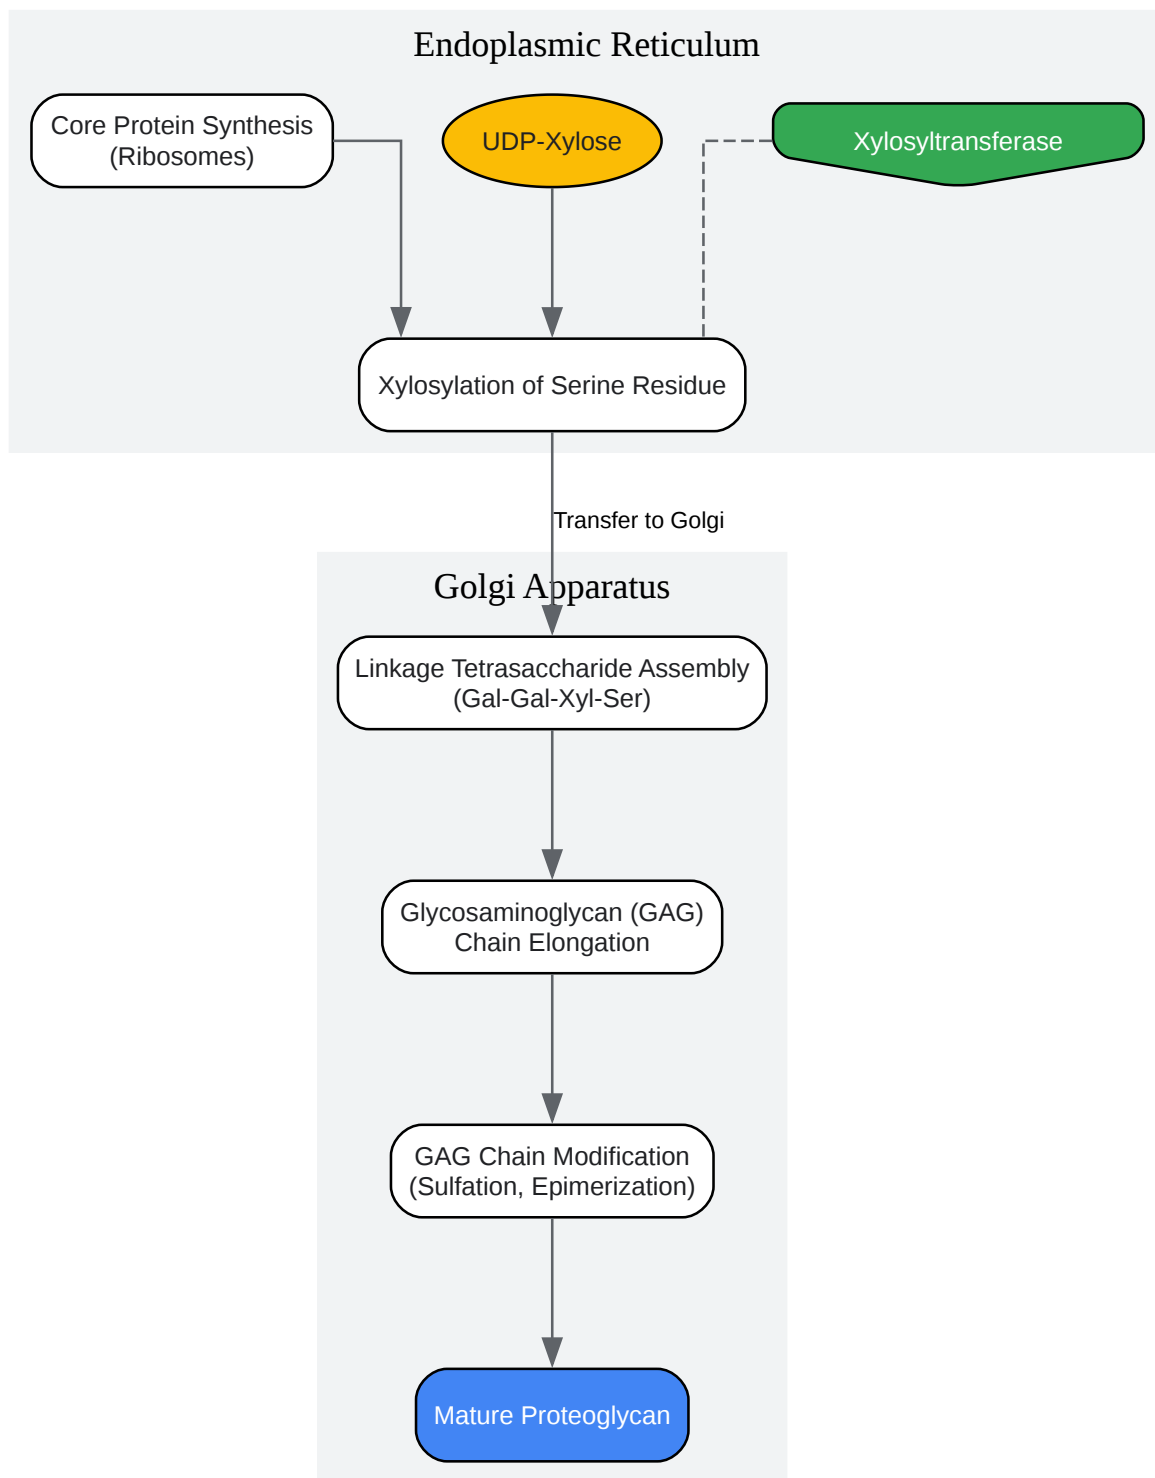 Endoplasmic Reticulum
Core Protein Synthesis
(Ribosomes)
UDP-Xylose
Xylosyltransferase
Xylosylation of Serine Residue
Transfer to Golgi
Golgi Apparatus
Linkage Tetrasaccharide Assembly
(Gal-Gal-Xyl-Ser)
Glycosaminoglycan (GAG)
Chain Elongation
GAG Chain Modification
(Sulfation, Epimerization)
Mature Proteoglycan